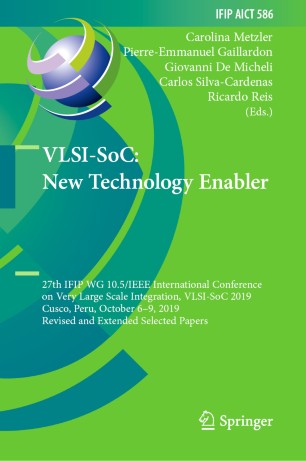 IFIP AICT 586
Carolina Metzler
Pierre-Emmanuel Gaillardon
Giovanni De Micheli
Carlos Silva-Cardenas
Ricardo Reis
(Eds.)
VLSI-SoC:
New Technology Enabler
27th IFIP WG 10.5/IEEE International Conference
on Very Large Scale Integration, VLSI-SoC 2019
Cusco, Peru, October 6–9, 2019
Revised and Extended Selected Papers
Springer